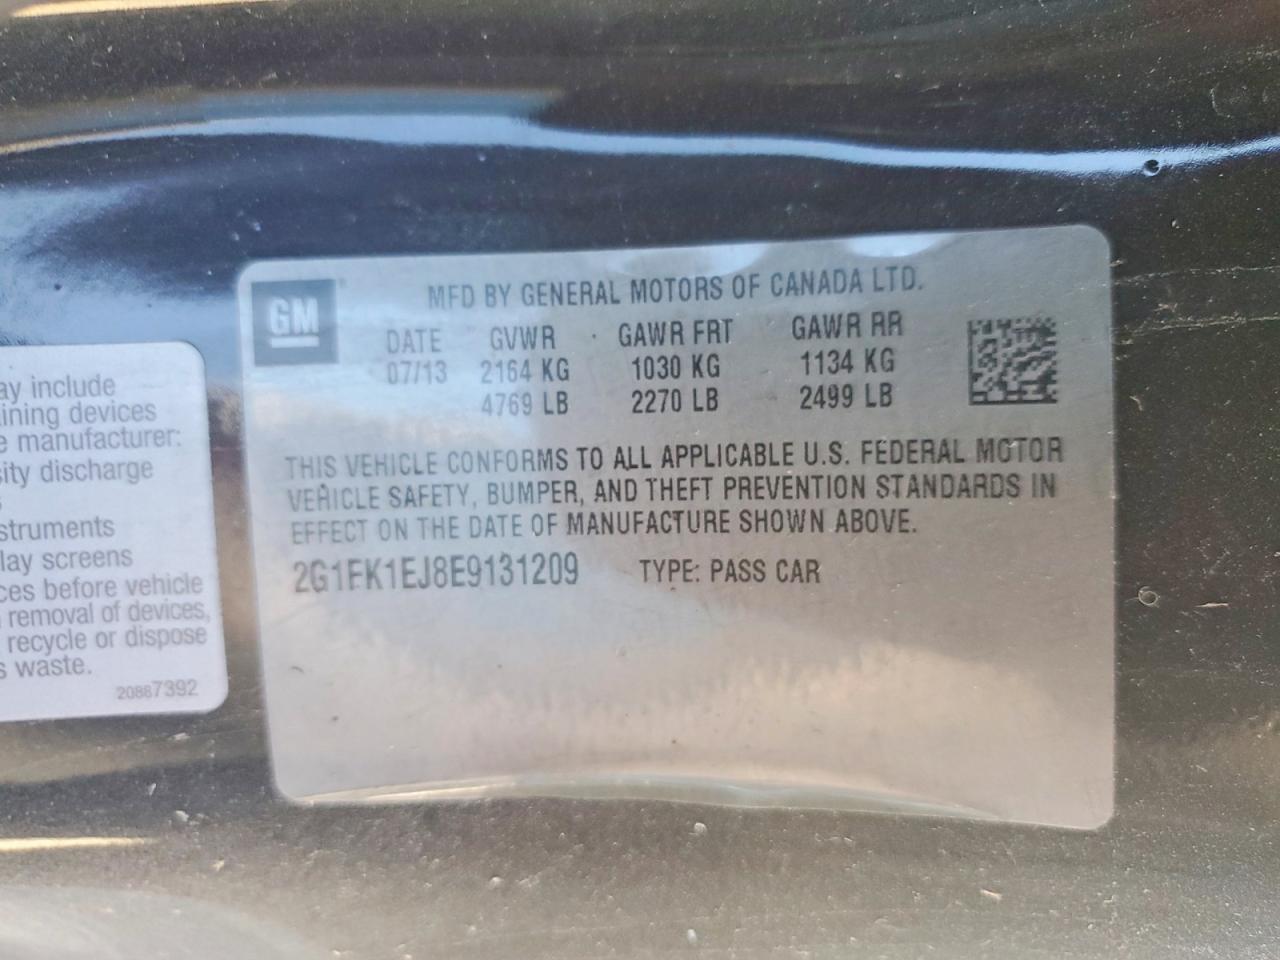 ay include
ining devices
e manufacturer:
sity discharge
s
struments
lay screens
ces before vehicle
removal of devices,
recycle or dispose
s waste.
20887392
GM
MFD BY GENERAL MOTORS OF CANADA LTD.
DATE GVWR GAWR FRT GAWR RR
07/13 2164 KG 1030 KG 1134 KG
4769 LB 2270 LB 2499 LB
THIS VEHICLE CONFORMS TO ALL APPLICABLE U.S. FEDERAL MOTOR
VEHICLE SAFETY, BUMPER, AND THEFT PREVENTION STANDARDS IN
EFFECT ON THE DATE OF MANUFACTURE SHOWN ABOVE.
2G1FK1EJ8E9131209 TYPE: PASS CAR